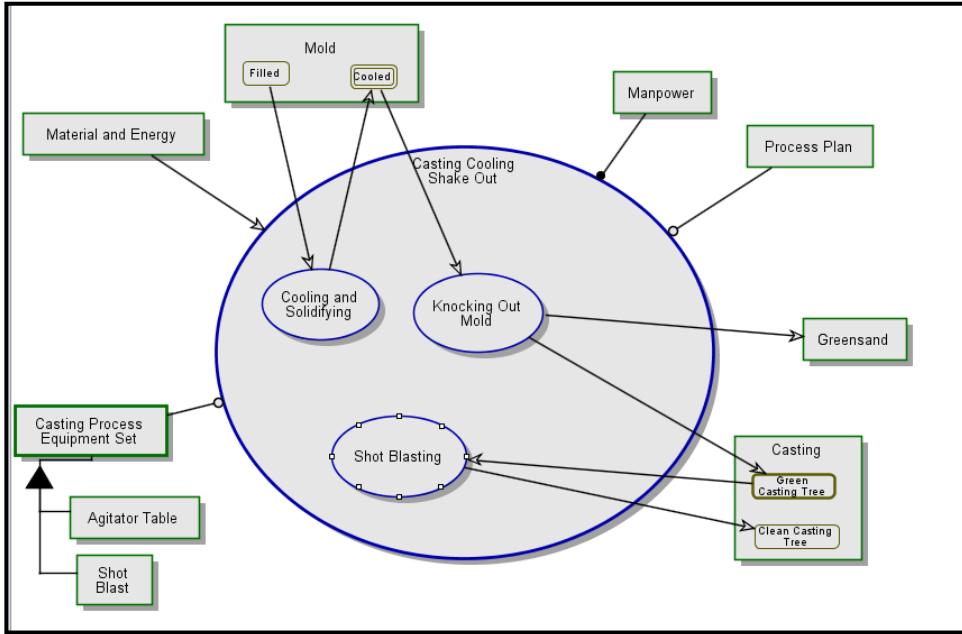 Mold
Filled
Cooled
Manpower
Material and Energy
Process Plan
Casting Cooling
Shake Out
Cooling and
Solidifying
Knocking Out
Mold
Greensand
Casting Process
Equipment Set
Shot Blasting
Casting
Green
Casting Tree
Clean Casting
Tree
Agitator Table
Shot
Blast